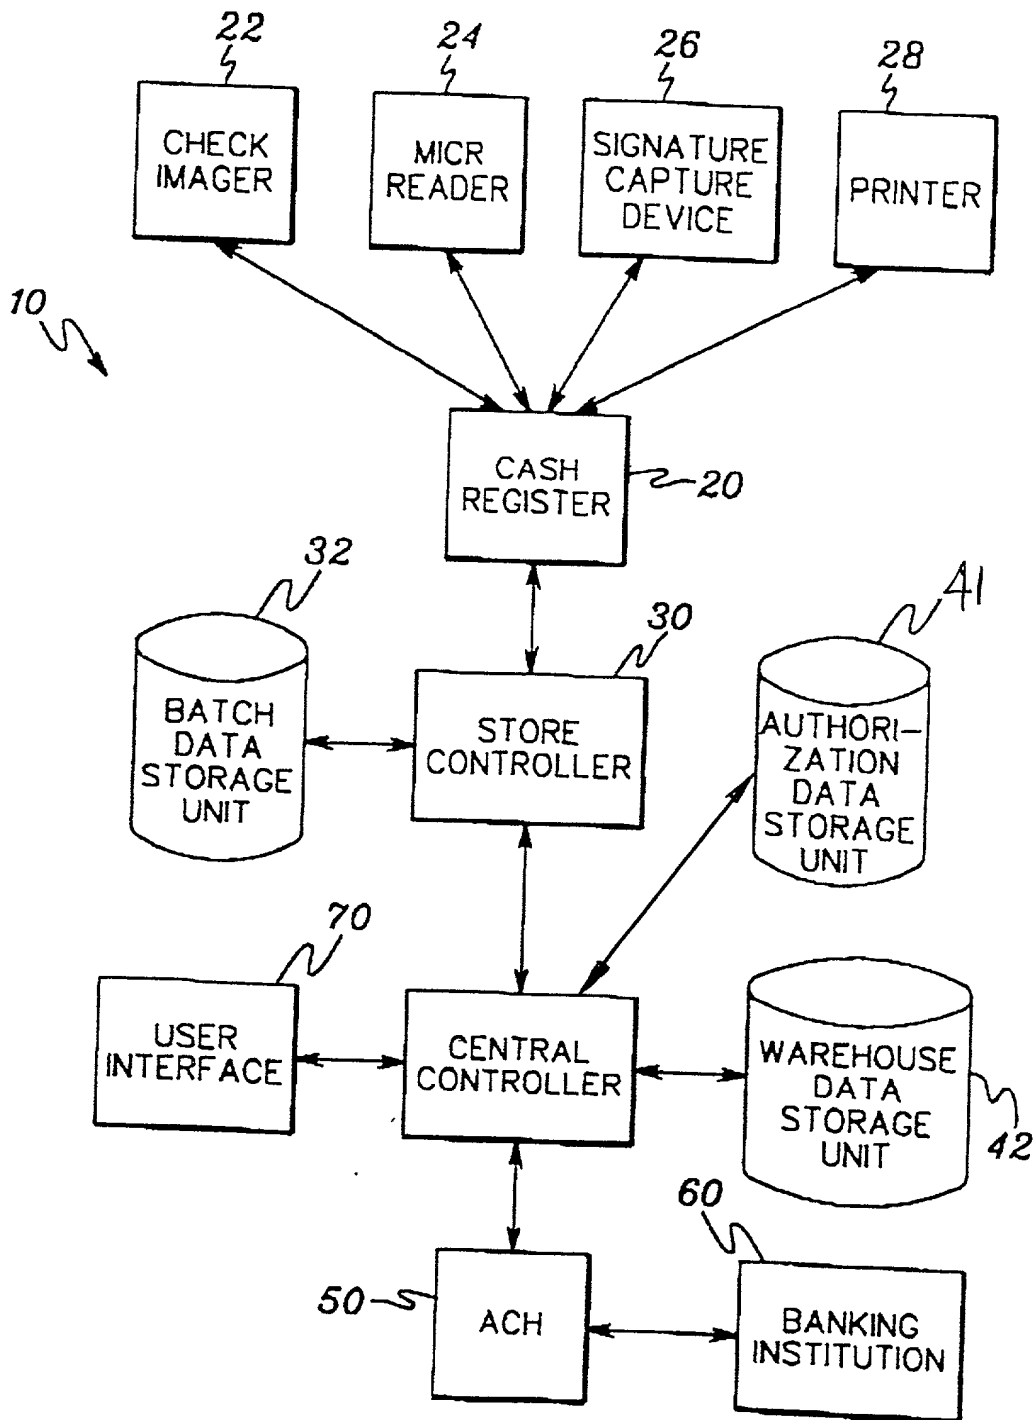 22
24
26
28
CHECK
IMAGER
MICR
READER
SIGNATURE
CAPTURE
DEVICE
PRINTER
10
CASH
REGISTER
20
32
30
41
BATCH
DATA
STORAGE
UNIT
STORE
CONTROLLER
AUTHORI-
ZATION
DATA
STORAGE
UNIT
70
USER
INTERFACE
CENTRAL
CONTROLLER
WAREHOUSE
DATA
STORAGE
UNIT
42
60
50
ACH
BANKING
INSTITUTION